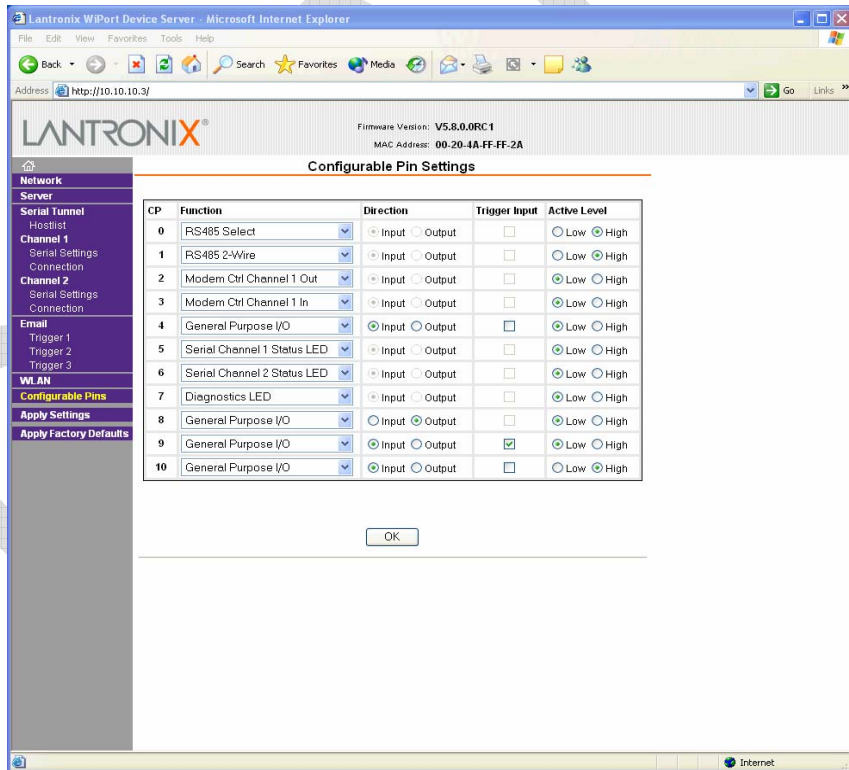 Lantronix WiPort Device Server - Microsoft Internet Explorer
File Edit View Favorites Tools Help
Back Search Favorites Media
Address http://10.10.10.3/ Go Links »
LANTRONIX®
Firmware Version: V5.8.0.0RC1
MAC Address: 00-20-4A-FF-FF-2A
Network
Server
Serial Tunnel
Hostlist
Channel 1
Serial Settings
Connection
Channel 2
Serial Settings
Connection
Email
Trigger 1
Trigger 2
Trigger 3
WLAN
Configurable Pins
Apply Settings
Apply Factory Defaults
Configurable Pin Settings
CP Function Direction Trigger Input Active Level
0 RS485 Select Input Output Low High
1 RS485 2-Wire Input Output Low High
2 Modem Ctrl Channel 1 Out Input Output Low High
3 Modem Ctrl Channel 1 In Input Output Low High
4 General Purpose I/O Input Output Low High
5 Serial Channel 1 Status LED Input Output Low High
6 Serial Channel 2 Status LED Input Output Low High
7 Diagnostics LED Input Output Low High
8 General Purpose I/O Input Output Low High
9 General Purpose I/O Input Output Low High
10 General Purpose I/O Input Output Low High
OK
Internet